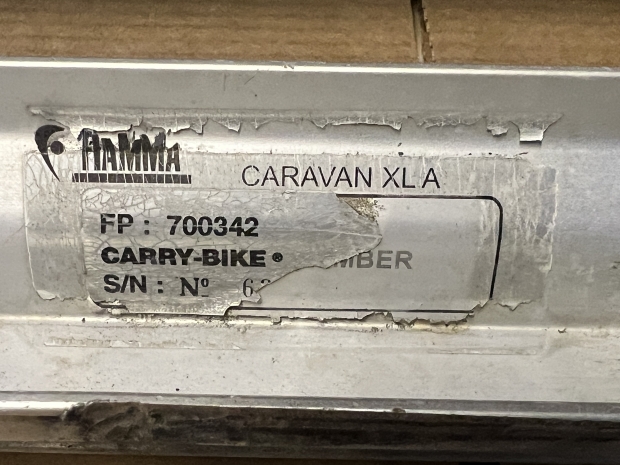 FIAMMA
CARAVAN XL A
FP : 700342
CARRY-BIKE®
S/N : Nº